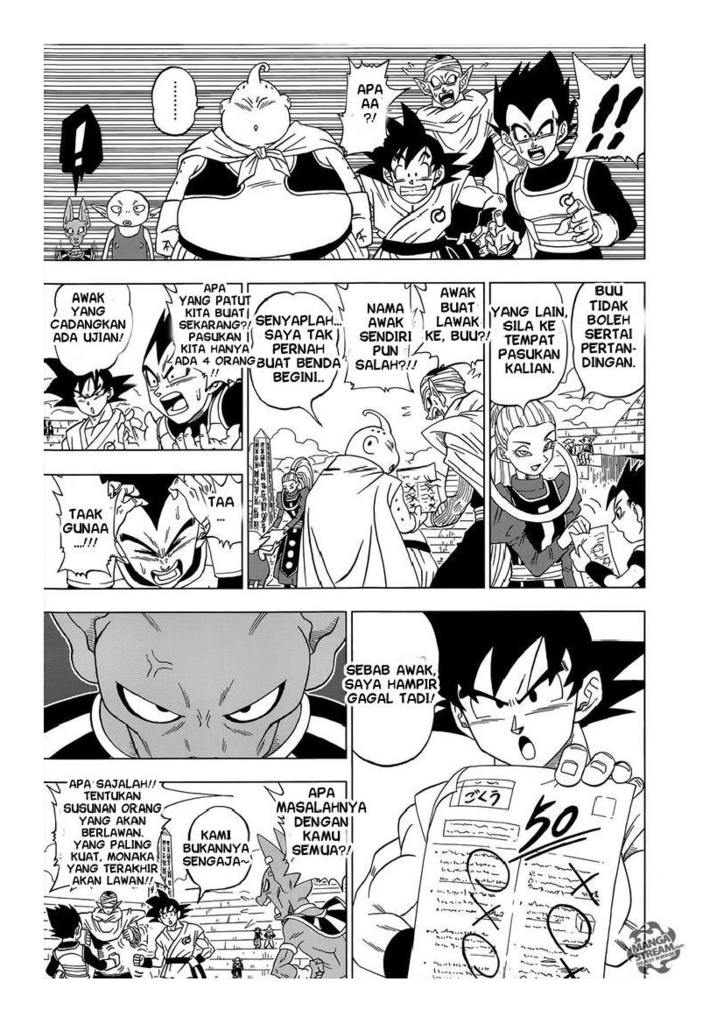 !
.........
APA
AA
?!
!!
BUU
TIDAK
BOLEH
SERTAI
PERTAN-
DINGAN.
YANG LAIN,
SILA KE
TEMPAT
PASUKAN
KALIAN.
AWAK
BUAT
LAWAK
KE, BUU?!
NAMA
AWAK
SENDIRI
PUN
SALAH?!!
SENYAPLAH...
SAYA TAK
PERNAH
BUAT BENDA
BEGINI..
APA
YANG PATUT
KITA BUAT
SEKARANG?!
PASUKAN
KITA HANYA
ADA 4 ORANG
!!
AWAK
YANG
CADANGKAN
ADA UJIAN!
TAA
...
TAAK
GUNAA
...!!!
SEBAB AWAK,
SAYA HAMPIR
GAGAL TADI!
ごくう
50
APA
MASALAHNYA
DENGAN
KAMU
SEMUA?!
KAMI
BUKANNYA
SENGAJA~
APA SAJALAH!!
TENTUKAN
SUSUNAN ORANG
YANG AKAN
BERLAWAN.
YANG PALING
KUAT, MONAKA
YANG TERAKHIR
AKAN LAWAN!!
MANGA
STREAM